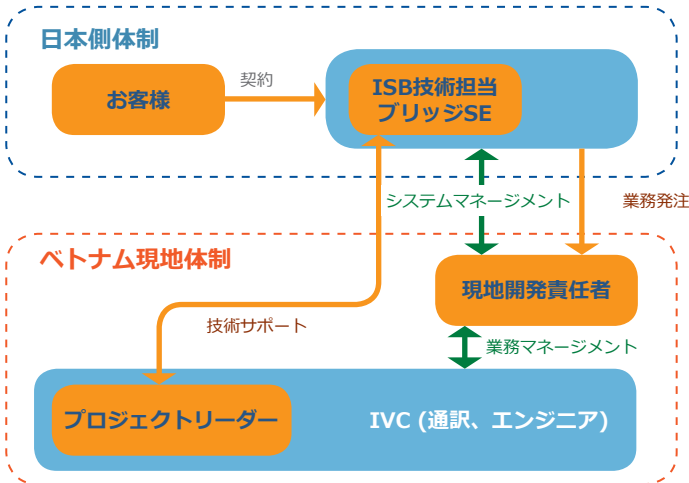 日本側体制
お客様
契約
ISB技術担当
ブリッジSE
システムマネージメント
業務発注
ベトナム現地体制
現地開発責任者
技術サポート
業務マネージメント
プロジェクトリーダー
IVC (通訳、エンジニア)